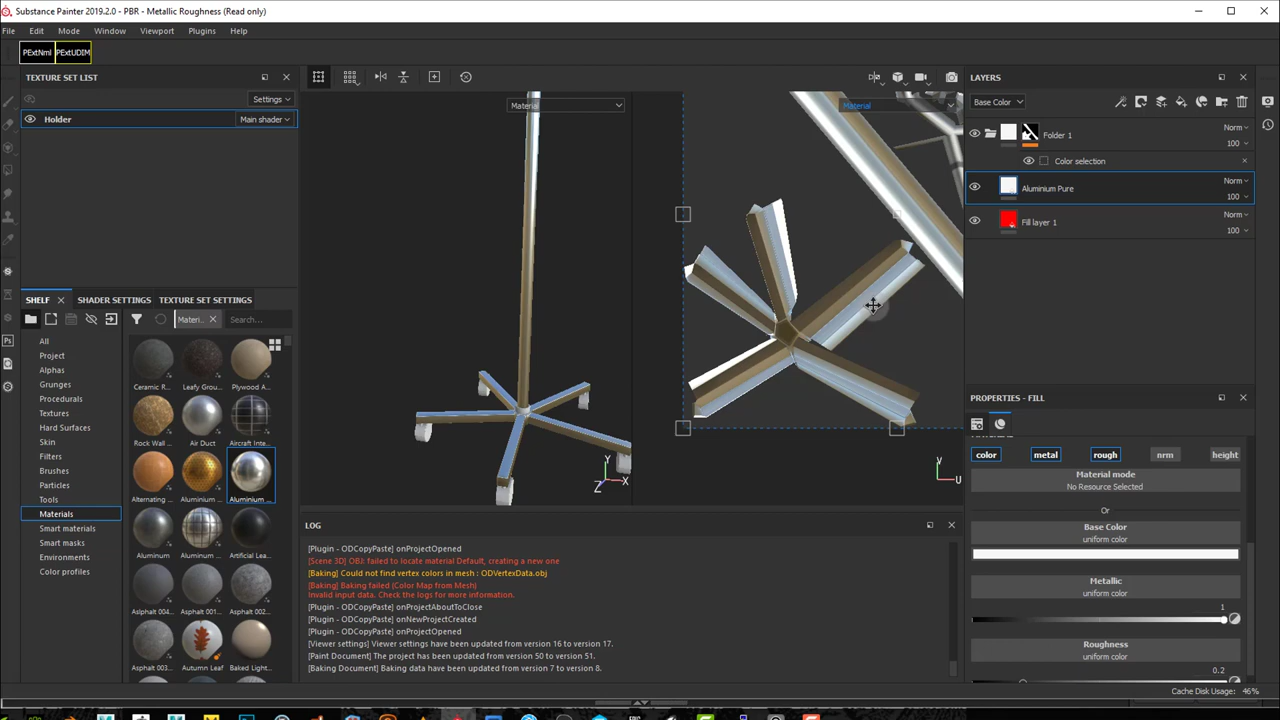 Substance Painter 2019.2.0 - PBR - Metallic Roughness (Read only)
File Edit Mode Window Viewport Plugins Help
PExtNml PExtUDIM
TEXTURE SET LIST
Settings
Holder Main shader
Material
Material
LAYERS
Base Color
Folder 1 Norm
100
Color selection
Aluminium Pure Norm
100
Fill layer 1 Norm
100
SHELF SHADER SETTINGS TEXTURE SET SETTINGS
Materi... Search...
All
Project
Alphas
Grunges
Procedurals
Textures
Hard Surfaces
Skin
Filters
Brushes
Particles
Tools
Materials
Smart materials
Smart masks
Environments
Color profiles
Ceramic R... Leafy Grou... Plywood A...
Rock Wall ... Air Duct Aircraft Inte...
Alternating ... Aluminium ... Aluminium ...
Aluminum Aluminum ... Artificial Lea...
Asphalt 001... Asphalt 002...
Asphalt 003... Autumn Leaf Baked Light...
Y
X
Z
V
U
LOG
[Plugin - ODCopyPaste] onProjectOpened
[Scene 3D] OBJ: failed to locate material Default, creating a new one
[Baking] Could not find vertex colors in mesh : ODVertexData.obj
[Baking] Baking failed (Color Map from Mesh)
Invalid input data. Check the logs for more information.
[Plugin - ODCopyPaste] onProjectAboutToClose
[Plugin - ODCopyPaste] onNewProjectCreated
[Plugin - ODCopyPaste] onProjectOpened
[Viewer settings] Viewer settings have been updated from version 16 to version 17.
[Paint Document] The project has been updated from version 50 to version 51.
[Baking Document] Baking data have been updated from version 7 to version 8.
PROPERTIES - FILL
color metal rough nrm height
Material mode
No Resource Selected
Or
Base Color
uniform color
Metallic
uniform color
1
Roughness
uniform color
0.2
Cache Disk Usage: 46%